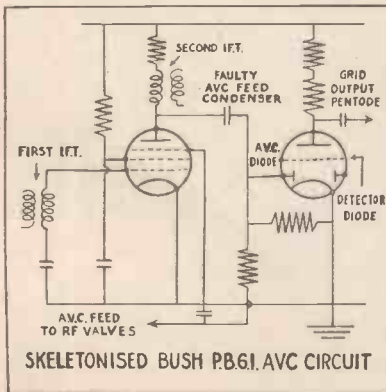 SECOND I.F.T.
FAULTY
AVC FEED
CONDENSER
GRID
OUTPUT
PENTODE
FIRST I.F.T.
A.V.C.
DIODE
DETECTOR
DIODE
A.V.C. FEED
TO RF VALVES
SKELETONISED BUSH P.B.61. AVC CIRCUIT